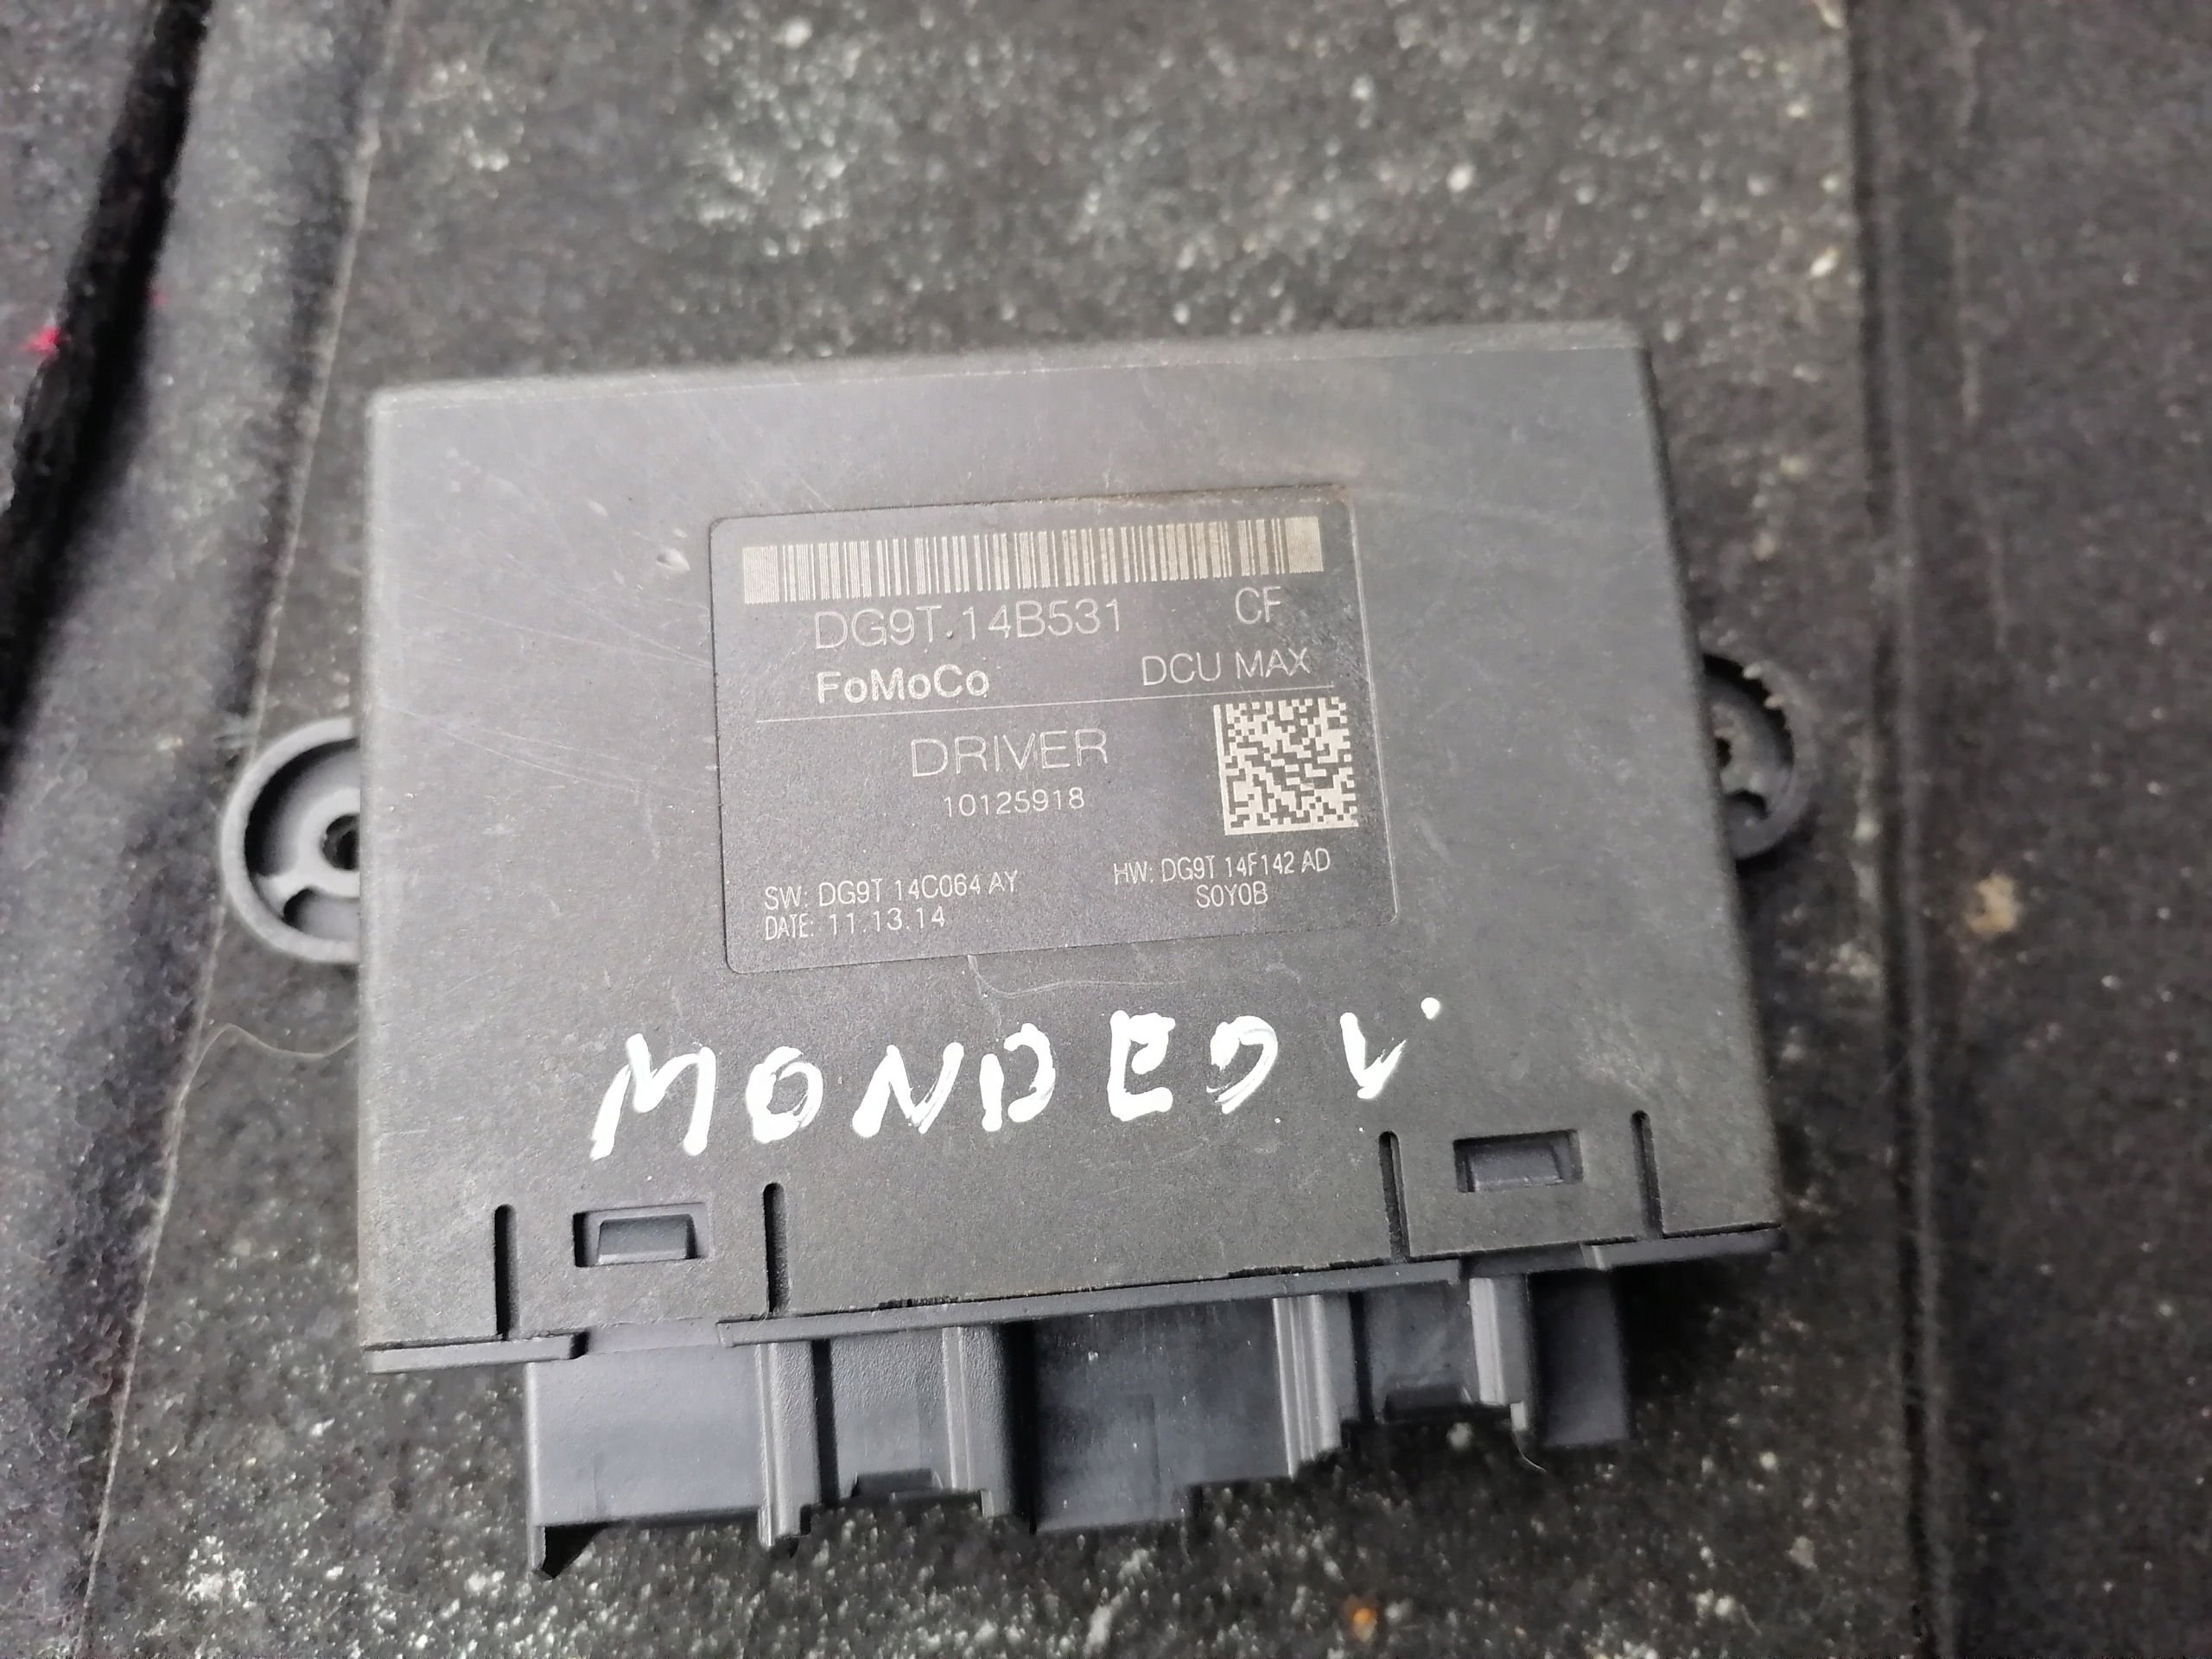 DG9T.14B531 CF
FoMoCo DCU MAX
DRIVER
10125918
SW: DG9T 14C064 AY HW: DG9T 14F142 AD
DATE: 11.13.14 S0Y0B
MONDEO V.